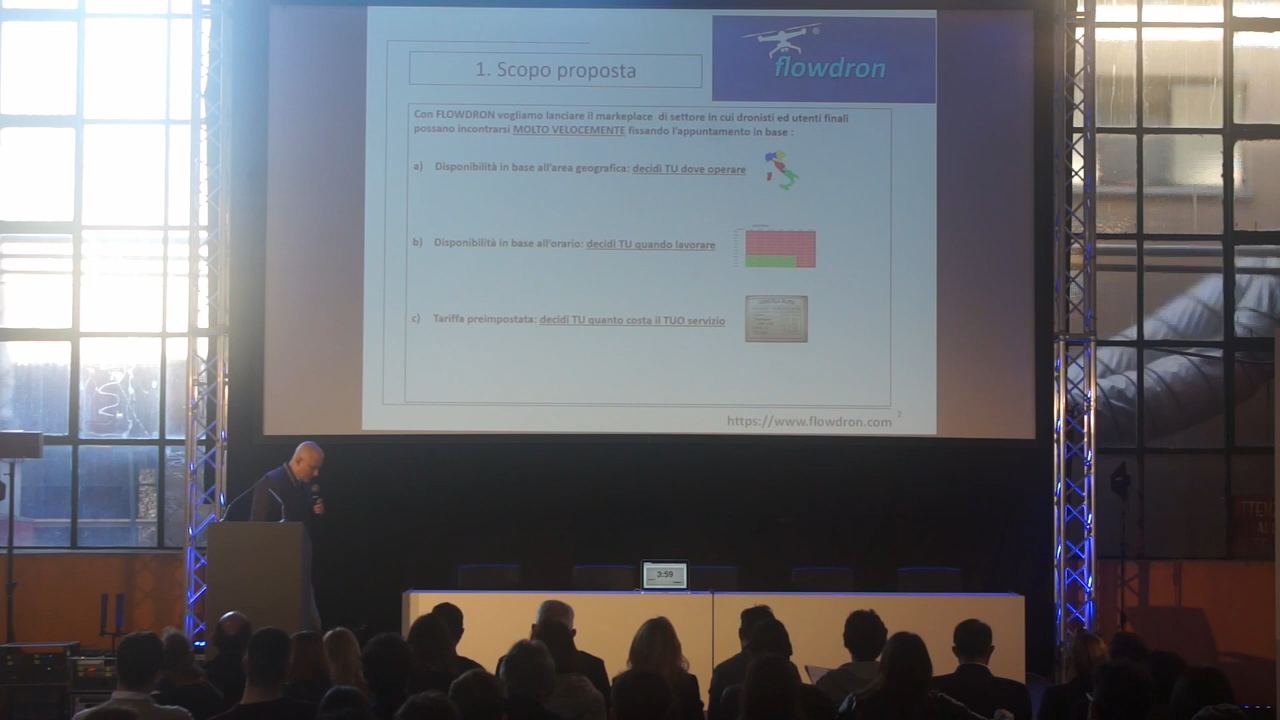 1. Scopo proposta
flowdron
Con FLOWDRON vogliamo lanciare il markeplace di settore in cui dronisti ed utenti finali
possano incontrarsi MOLTO VELOCEMENTE fissando l'appuntamento in base :
a) Disponibilità in base all'area geografica: decidi TU dove operare
b) Disponibilità in base all'orario: decidi TU quando lavorare
c) Tariffa preimpostata: decidi TU quanto costa il TUO servizio
https://www.flowdron.com
2
3:59